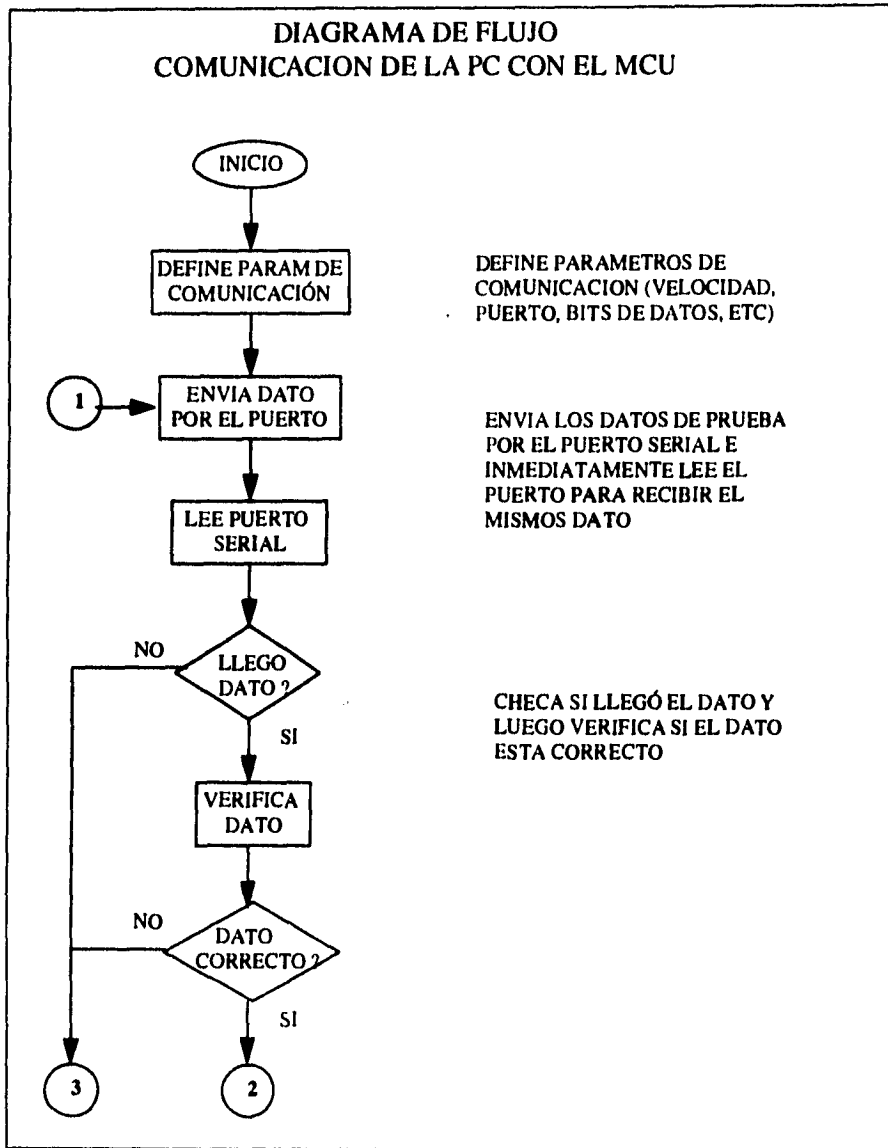 DIAGRAMA DE FLUJO
COMUNICACION DE LA PC CON EL MCU
INICIO
DEFINE PARAM DE
COMUNICACIÓN
DEFINE PARAMETROS DE
COMUNICACION (VELOCIDAD,
PUERTO, BITS DE DATOS, ETC)
1
ENVIA DATO
POR EL PUERTO
ENVIA LOS DATOS DE PRUEBA
POR EL PUERTO SERIAL E
INMEDIATAMENTE LEE EL
PUERTO PARA RECIBIR EL
MISMOS DATO
LEE PUERTO
SERIAL
NO
LLEGO
DATO ?
SI
CHECA SI LLEGÓ EL DATO Y
LUEGO VERIFICA SI EL DATO
ESTA CORRECTO
VERIFICA
DATO
NO
DATO
CORRECTO ?
SI
3
2